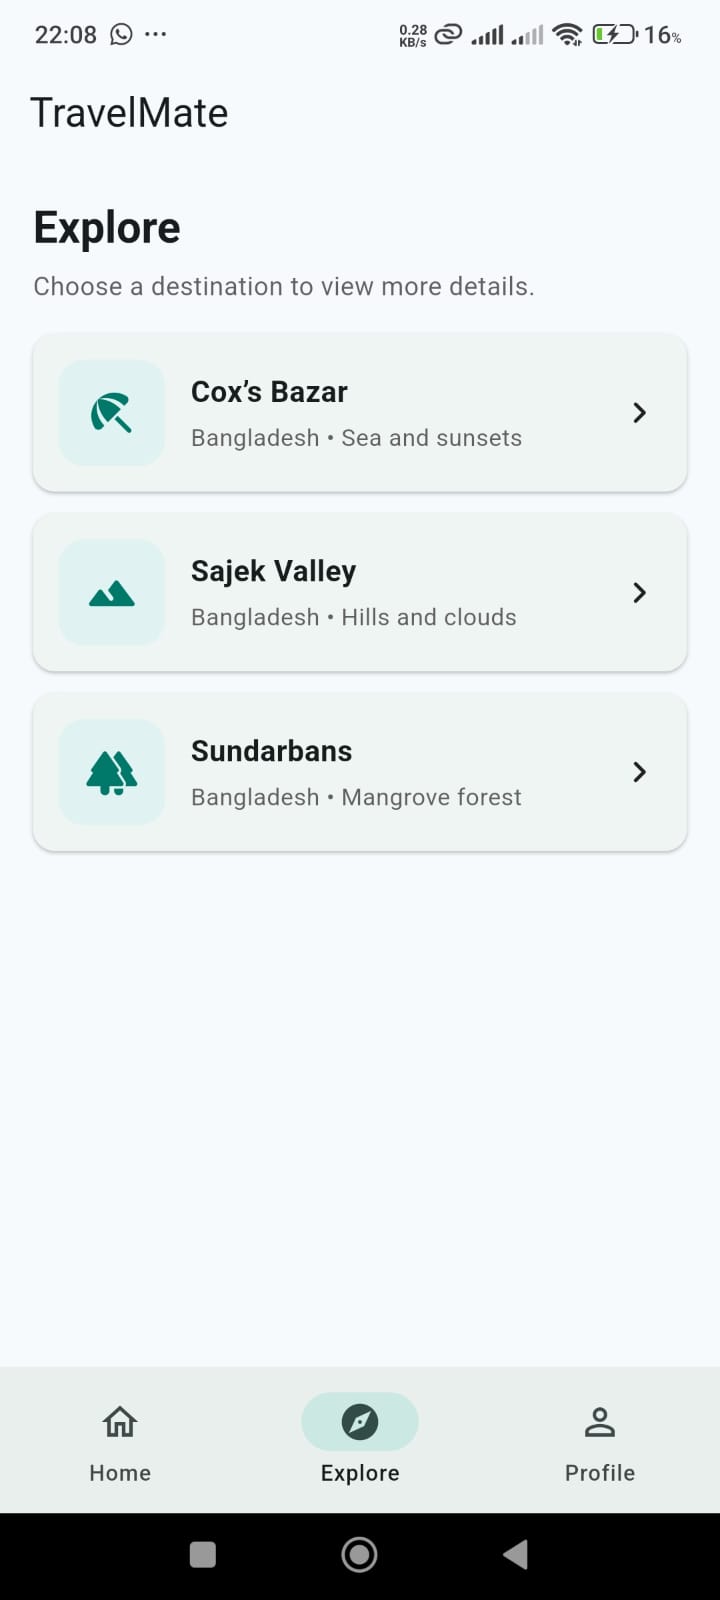 22:08
0.28
KB/s
16%
TravelMate
Explore
Choose a destination to view more details.
Cox’s Bazar
Bangladesh • Sea and sunsets
Sajek Valley
Bangladesh • Hills and clouds
Sundarbans
Bangladesh • Mangrove forest
Home
Explore
Profile